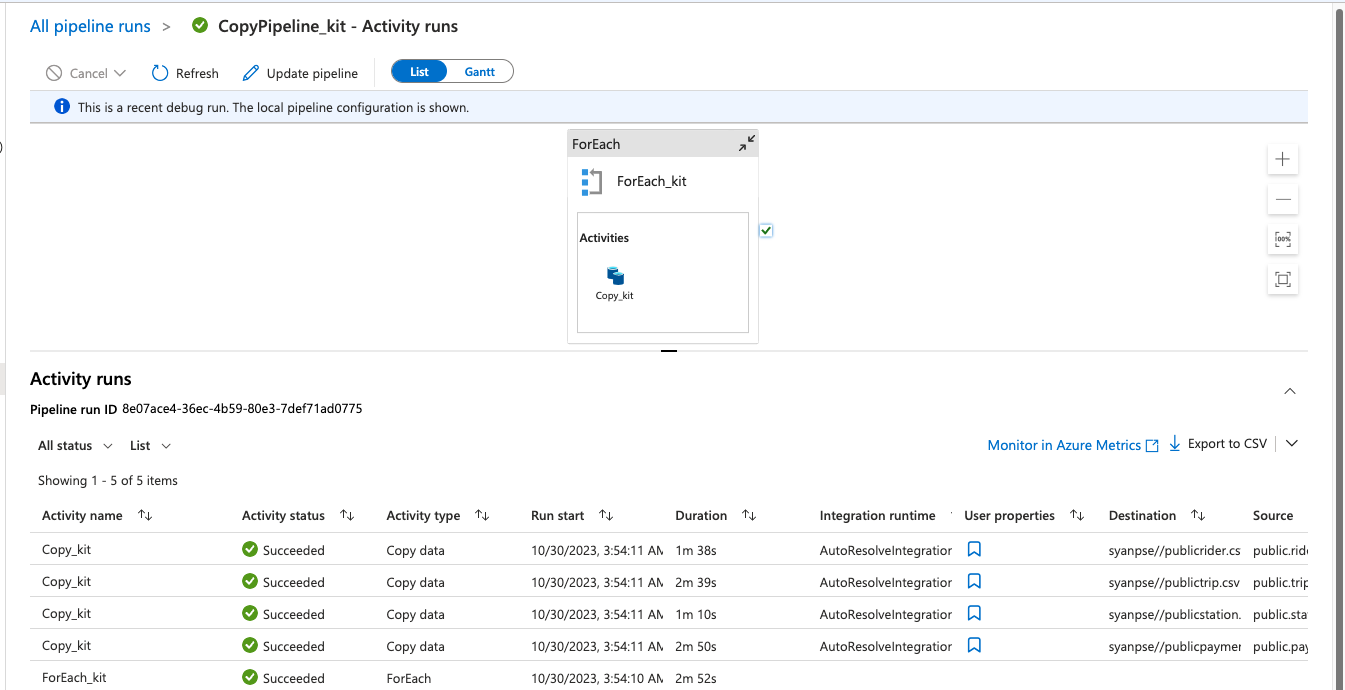 All pipeline runs > CopyPipeline_kit - Activity runs
Cancel Refresh Update pipeline List Gantt
This is a recent debug run. The local pipeline configuration is shown.
)
ForEach
ForEach_kit
Activities
Copy_kit
100%
Activity runs
Pipeline run ID 8e07ace4-36ec-4b59-80e3-7def71ad0775
All status List Monitor in Azure Metrics Export to CSV
Showing 1 - 5 of 5 items
Activity name Activity status Activity type Run start Duration Integration runtime User properties Destination Source
Copy_kit Succeeded Copy data 10/30/2023, 3:54:11 AM 1m 38s AutoResolveIntegration syanpse//publicrider.cs public.ride
Copy_kit Succeeded Copy data 10/30/2023, 3:54:11 AM 2m 39s AutoResolveIntegration syanpse//publictrip.csv public.trip
Copy_kit Succeeded Copy data 10/30/2023, 3:54:11 AM 1m 10s AutoResolveIntegration syanpse//publicstation. public.sta
Copy_kit Succeeded Copy data 10/30/2023, 3:54:11 AM 2m 50s AutoResolveIntegration syanpse//publicpaymer public.pay
ForEach_kit Succeeded ForEach 10/30/2023, 3:54:10 AM 2m 52s